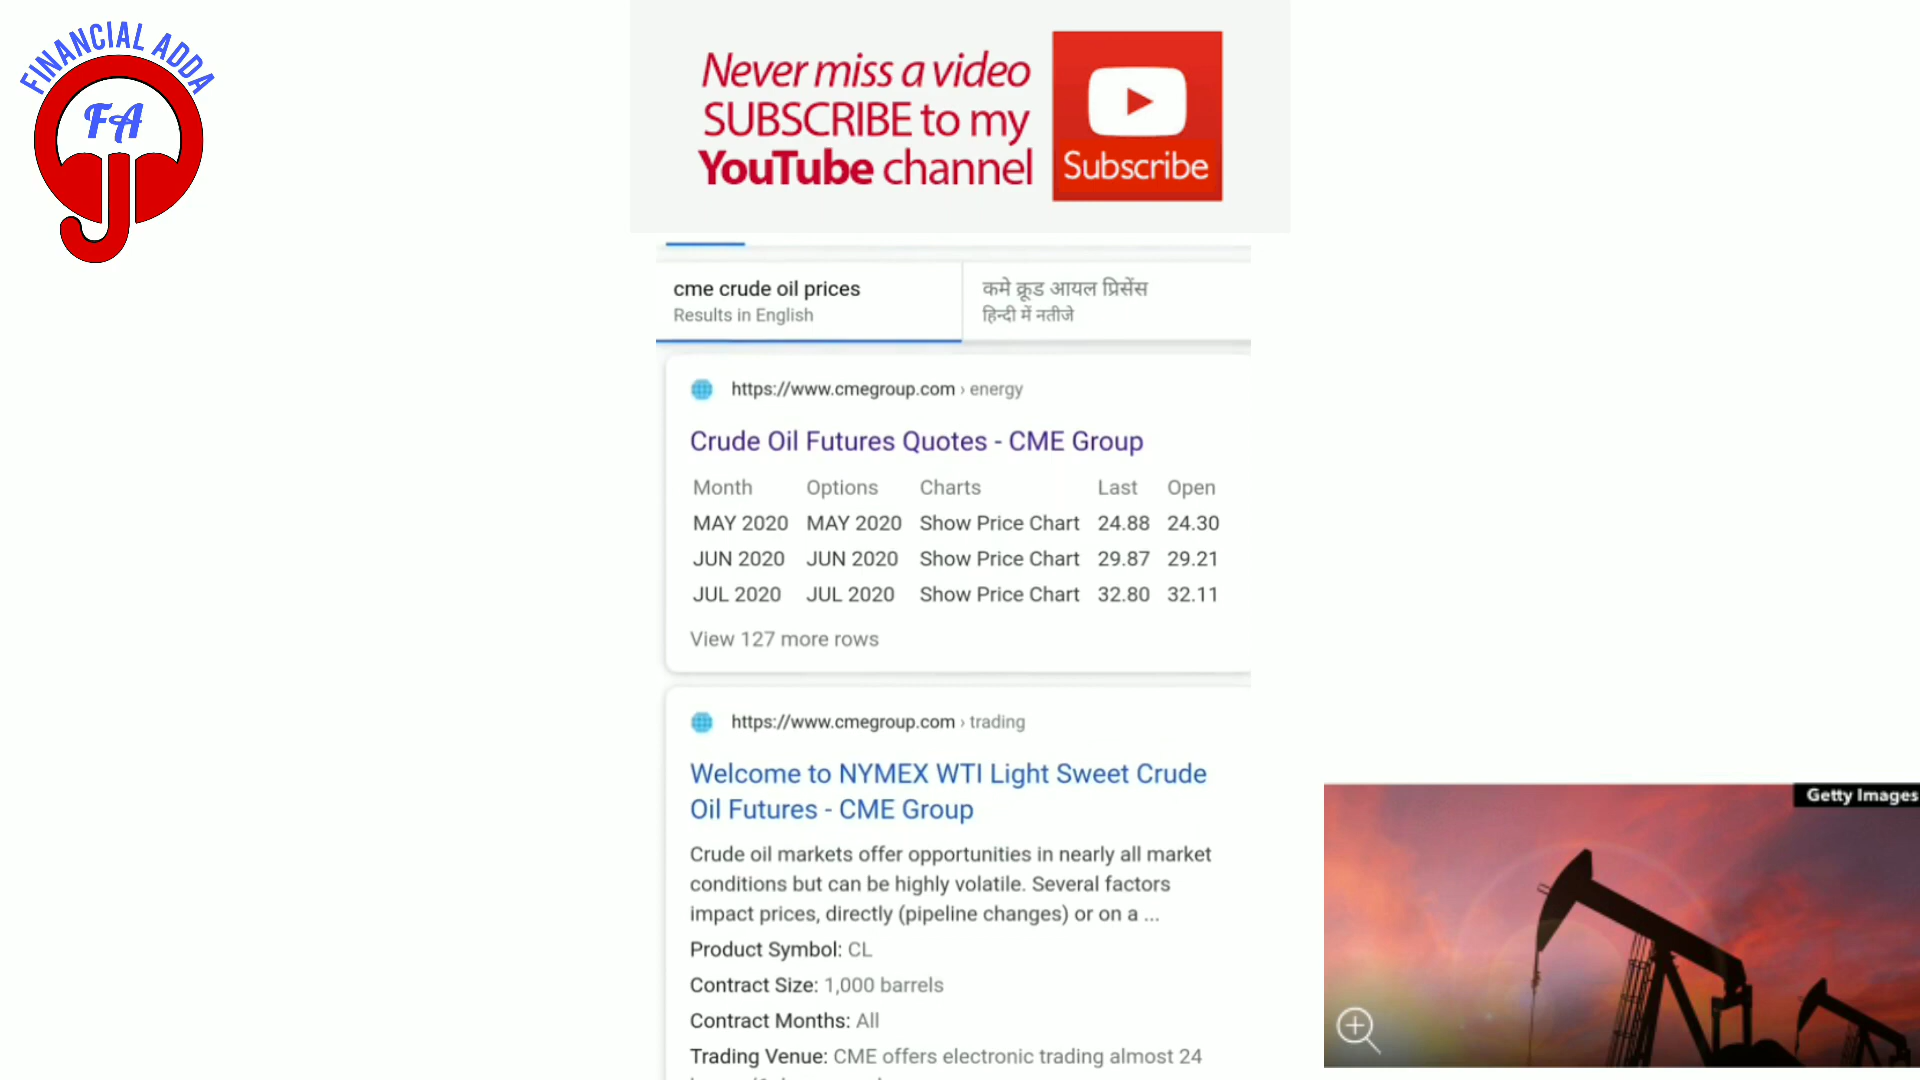 FINANCIAL ADDA
FA
Never miss a video
SUBSCRIBE to my
YouTube channel
Subscribe
cme crude oil prices
Results in English
कमे क्रूड आयल प्रिसेंस
हिन्दी में नतीजे
https://www.cmegroup.com › energy
Crude Oil Futures Quotes - CME Group
Month Options Charts Last Open
MAY 2020 MAY 2020 Show Price Chart 24.88 24.30
JUN 2020 JUN 2020 Show Price Chart 29.87 29.21
JUL 2020 JUL 2020 Show Price Chart 32.80 32.11
View 127 more rows
https://www.cmegroup.com › trading
Welcome to NYMEX WTI Light Sweet Crude
Oil Futures - CME Group
Crude oil markets offer opportunities in nearly all market
conditions but can be highly volatile. Several factors
impact prices, directly (pipeline changes) or on a ...
Product Symbol: CL
Contract Size: 1,000 barrels
Contract Months: All
Trading Venue: CME offers electronic trading almost 24
Getty Images